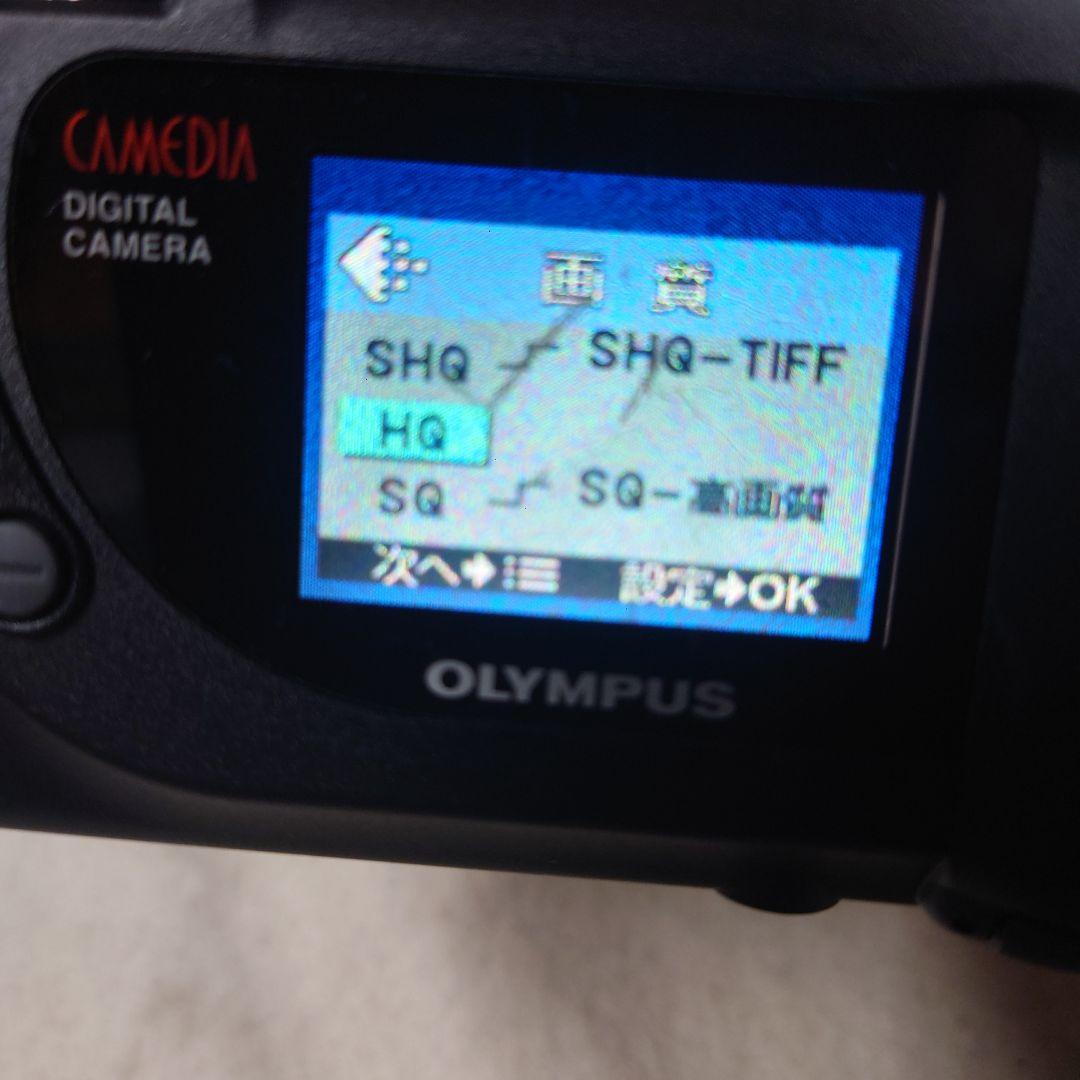 CAMEDIA
DIGITAL
CAMERA
画質
SHQ SHQ-TIFF
HQ
SQ SQ-高画質
次へ➔ 設定➔OK
OLYMPUS